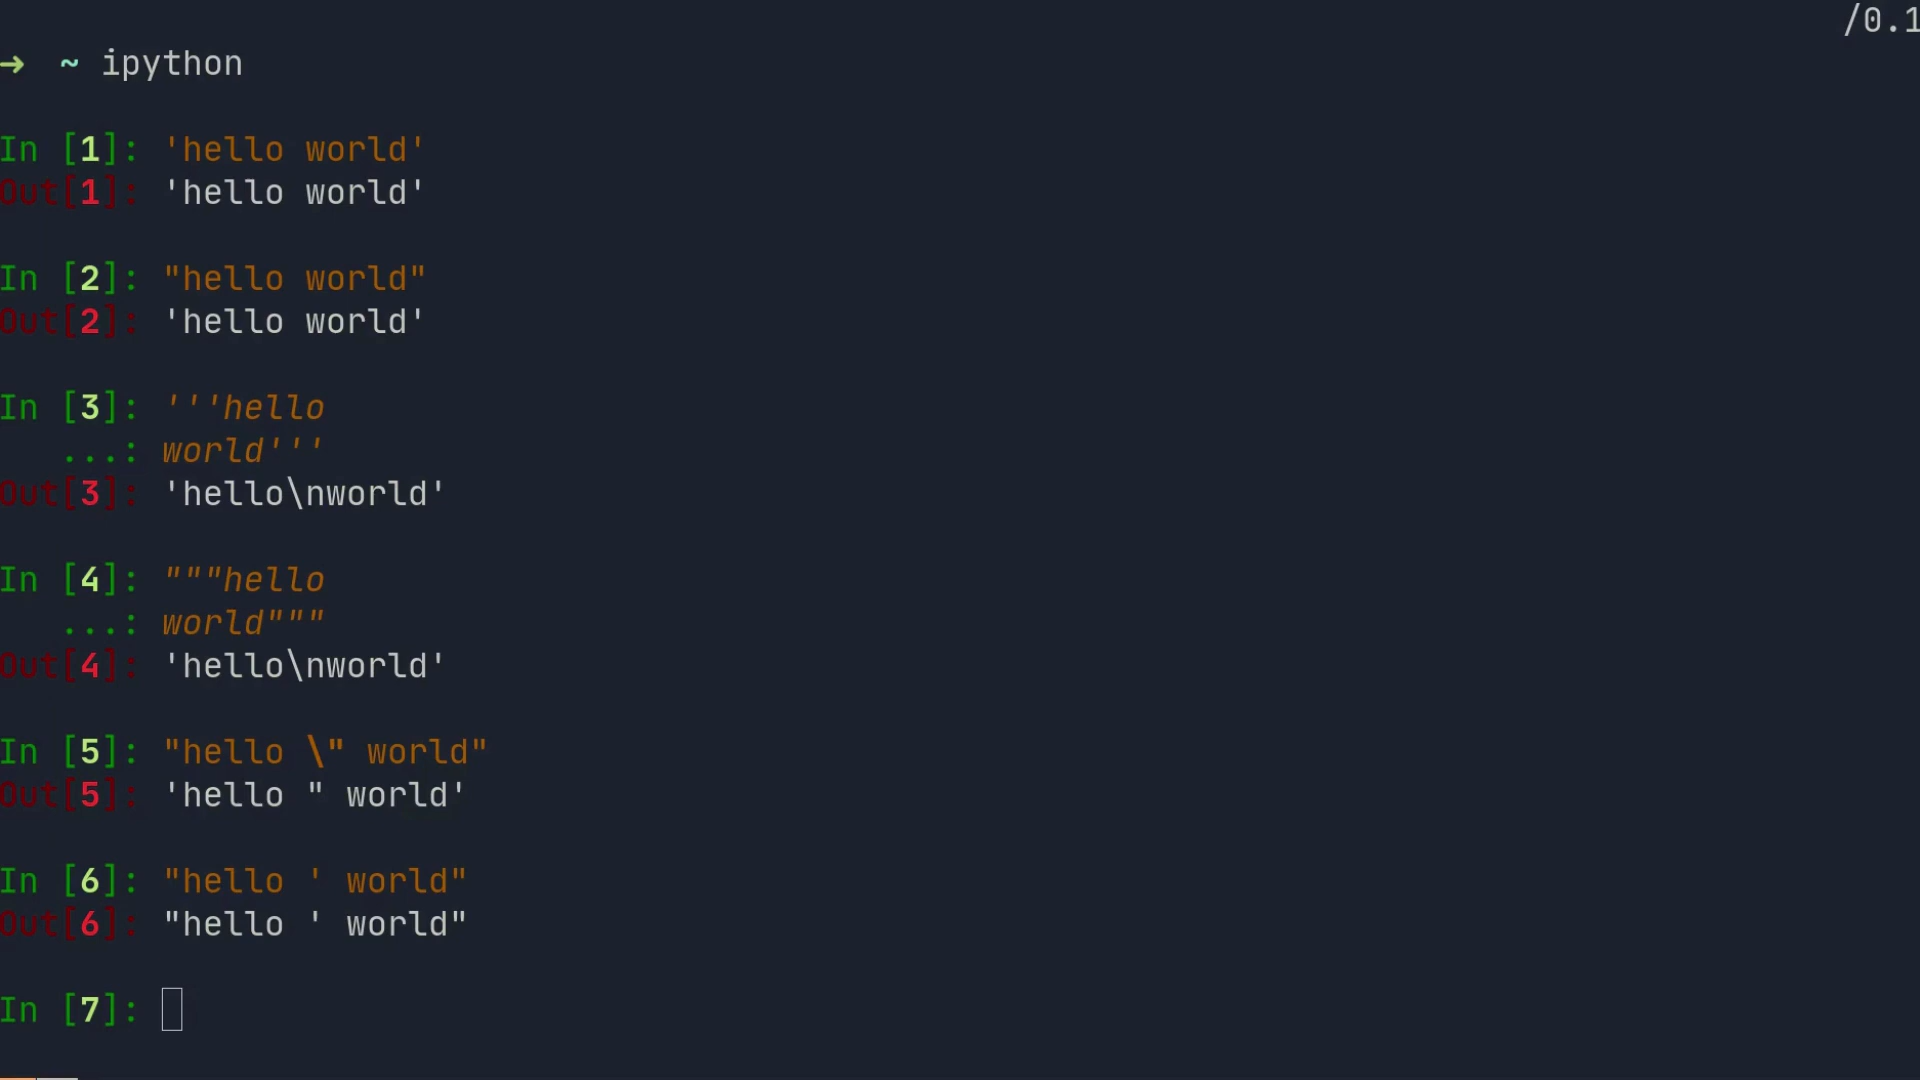 /0.1
➜ ~ ipython
In [1]: 'hello world'
Out[1]: 'hello world'
In [2]: "hello world"
Out[2]: 'hello world'
In [3]: '''hello
...: world'''
Out[3]: 'hello\nworld'
In [4]: """hello
...: world"""
Out[4]: 'hello\nworld'
In [5]: "hello \" world"
Out[5]: 'hello " world'
In [6]: "hello ' world"
Out[6]: "hello ' world"
In [7]: